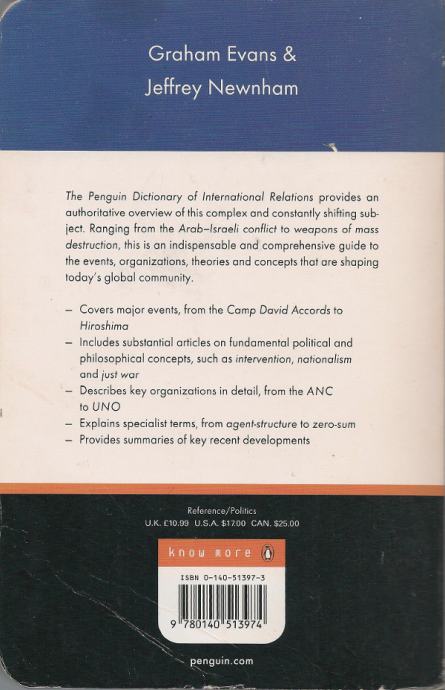 Graham Evans &
Jeffrey Newnham
The Penguin Dictionary of International Relations provides an
authoritative overview of this complex and constantly shifting sub-
ject. Ranging from the Arab–Israeli conflict to weapons of mass
destruction, this is an indispensable and comprehensive guide to
the events, organizations, theories and concepts that are shaping
today's global community.
– Covers major events, from the Camp David Accords to
Hiroshima
– Includes substantial articles on fundamental political and
philosophical concepts, such as intervention, nationalism
and just war
– Describes key organizations in detail, from the ANC
to UNO
– Explains specialist terms, from agent-structure to zero-sum
– Provides summaries of key recent developments
Reference/Politics
U.K. £10.99 U.S.A. $17.00 CAN. $25.00
know more
ISBN 0-140-51397-3
9 780140 513974
penguin.com